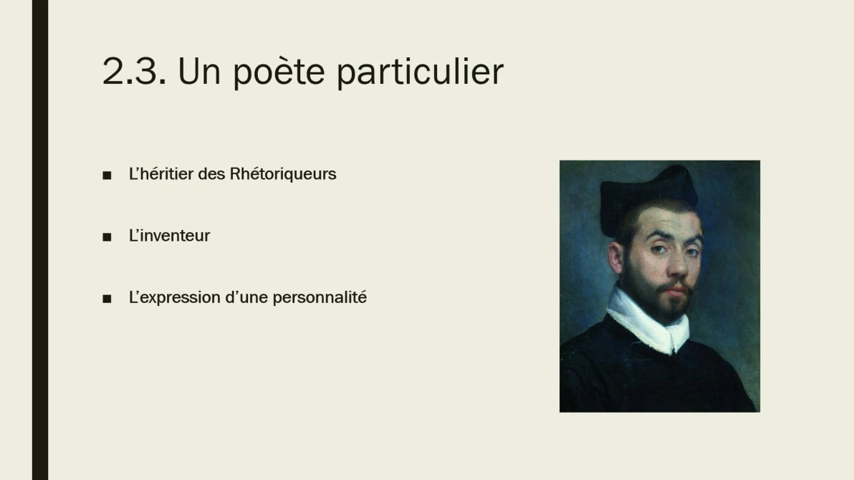 2.3. Un poète particulier
■ L’héritier des Rhétoriqueurs
■ L’inventeur
■ L’expression d’une personnalité